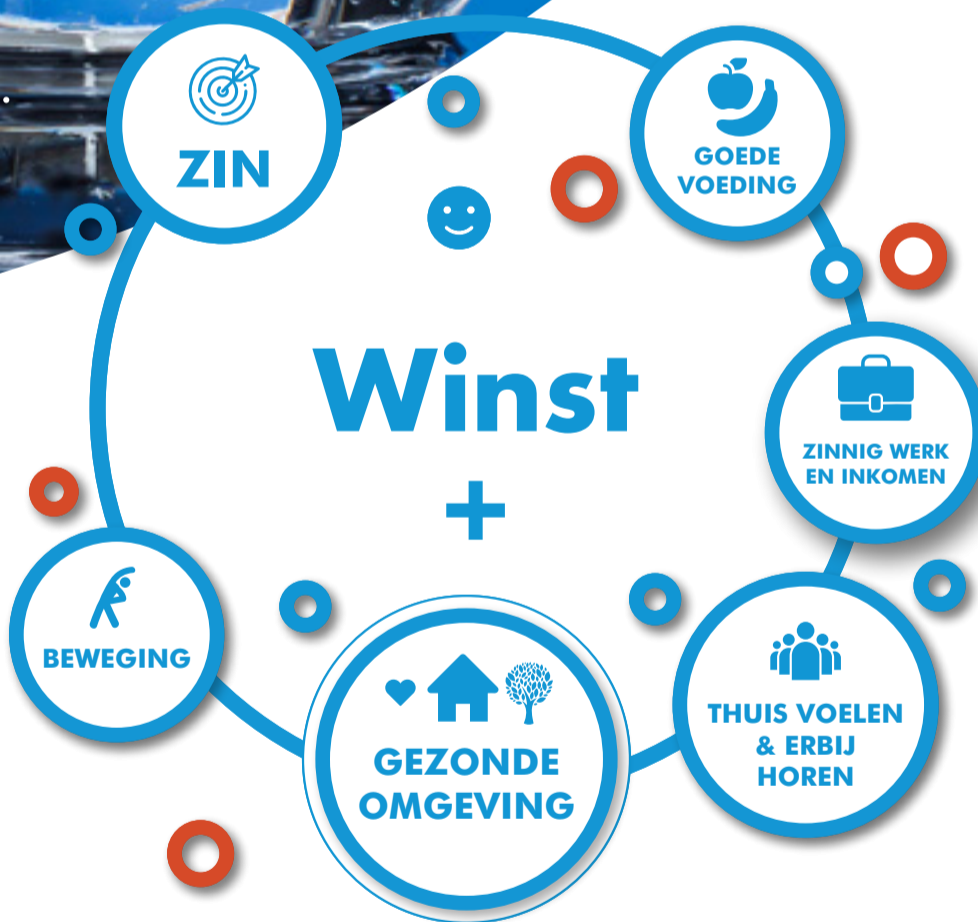 ZIN
GOEDE
VOEDING
Winst
+
ZINNIG WERK
EN INKOMEN
BEWEGING
THUIS VOELEN
& ERBIJ
HOREN
GEZONDE
OMGEVING